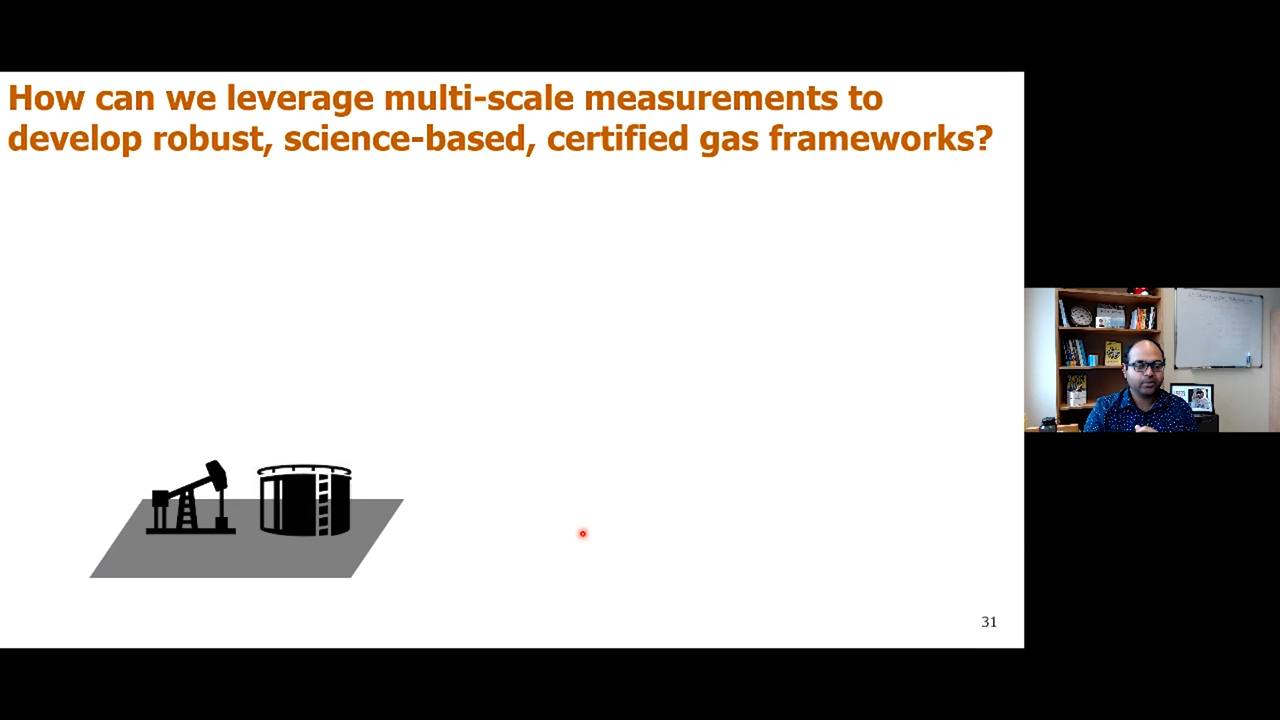 How can we leverage multi-scale measurements to
develop robust, science-based, certified gas frameworks?
31